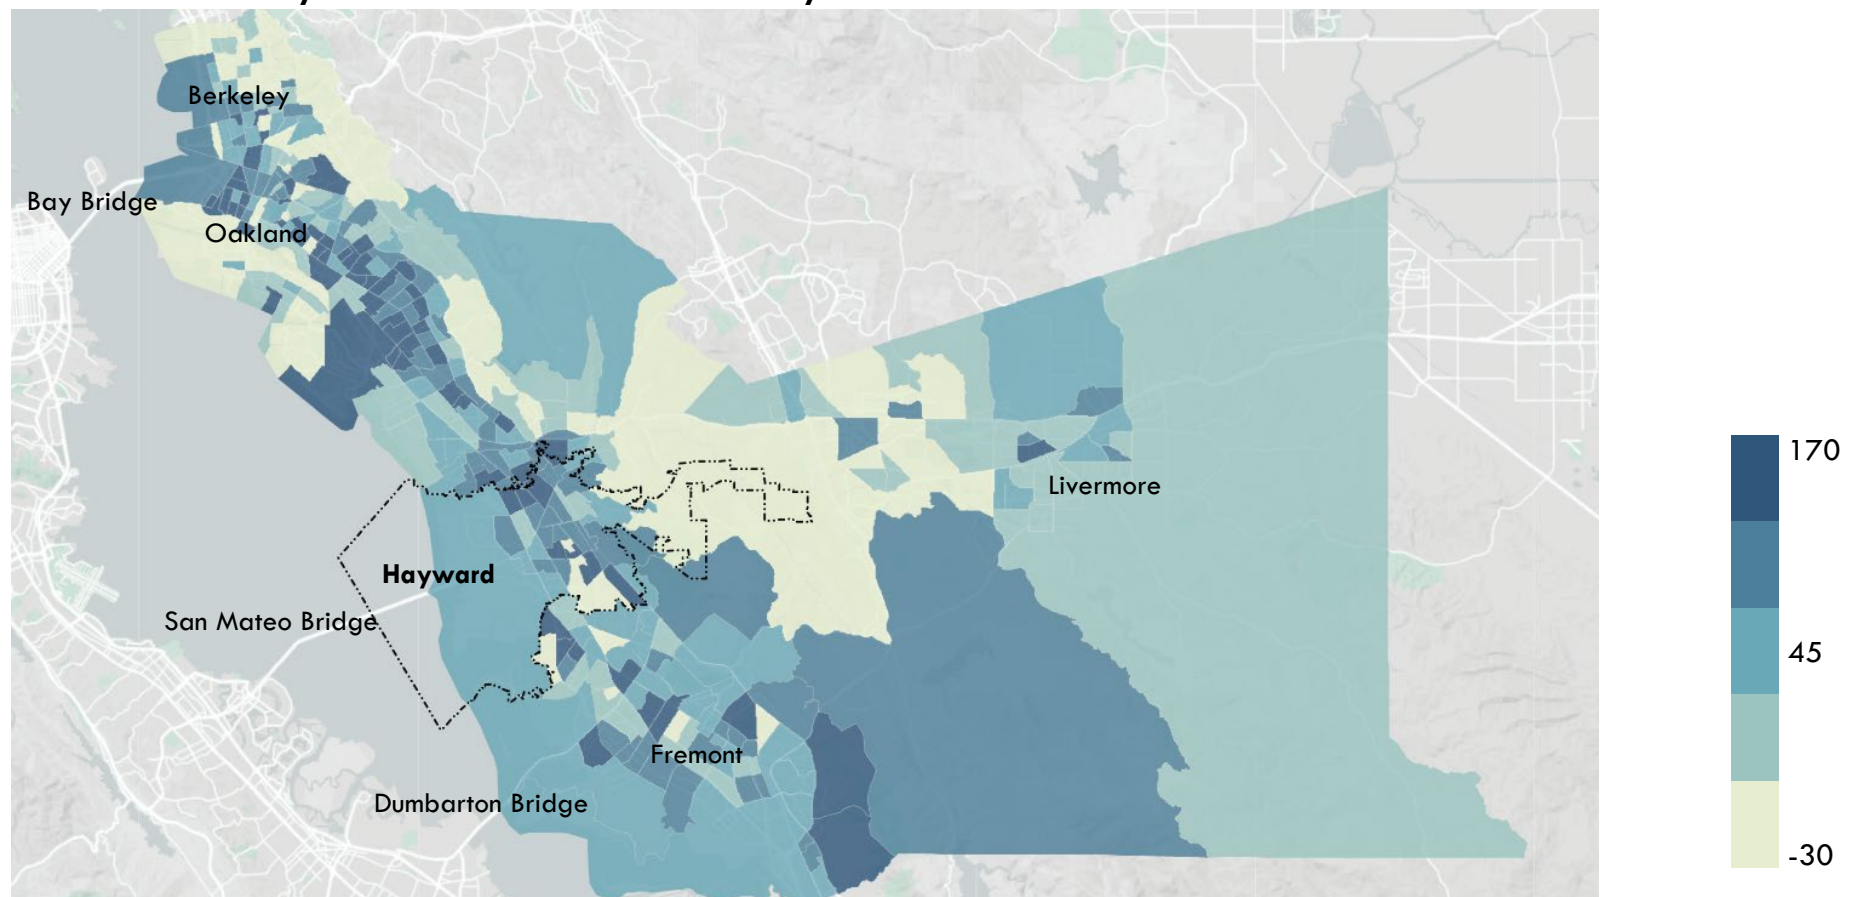 Berkeley
Bay Bridge
Oakland
Livermore
Hayward
San Mateo Bridge
Fremont
Dumbarton Bridge
170
45
-30